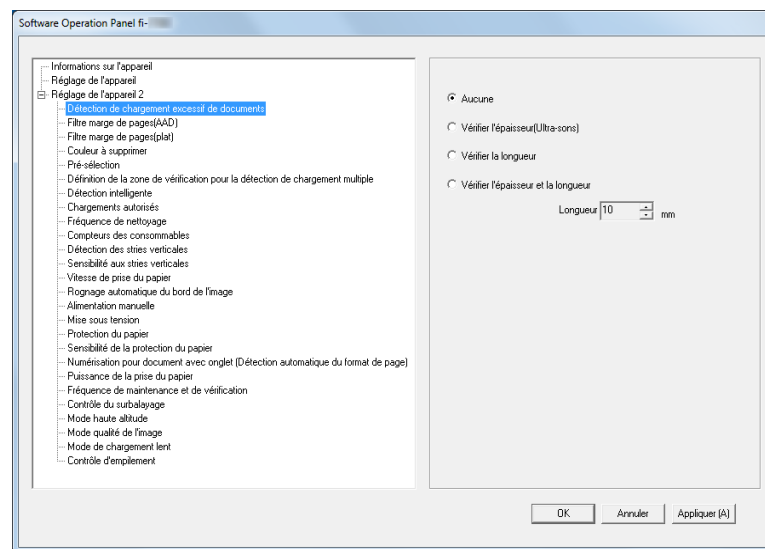 Software Operation Panel fi-
Informations sur l'appareil
Réglage de l'appareil
Réglage de l'appareil 2
Détection de chargement excessif de documents
Filtre marge de pages(AAD)
Filtre marge de pages(plat)
Couleur à supprimer
Pré-sélection
Définition de la zone de vérification pour la détection de chargement multiple
Détection intelligente
Chargements autorisés
Fréquence de nettoyage
Compteurs des consommables
Détection des stries verticales
Sensibilité aux stries verticales
Vitesse de prise du papier
Rognage automatique du bord de l'image
Alimentation manuelle
Mise sous tension
Protection du papier
Sensibilité de la protection du papier
Numérisation pour document avec onglet (Détection automatique du format de page)
Puissance de la prise du papier
Fréquence de maintenance et de vérification
Contrôle du surbalayage
Mode haute altitude
Mode qualité de l'image
Mode de chargement lent
Contrôle d'empilement
Aucune
Vérifier l'épaisseur(Ultra-sons)
Vérifier la longueur
Vérifier l'épaisseur et la longueur
Longueur 10 mm
OK Annuler Appliquer (A)